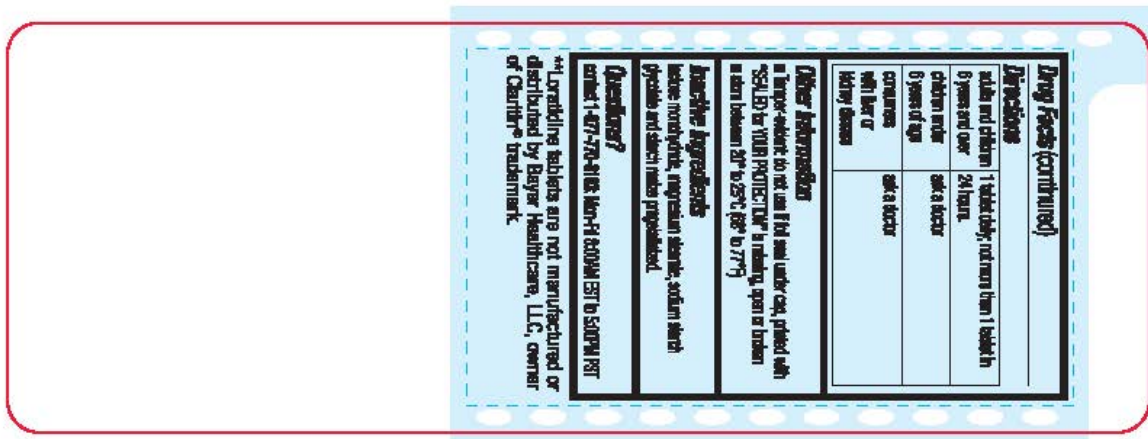 Drug Facts (continued)
Directions
adults and children 6 years and over
1 tablet daily; not more than 1 tablet in 24 hours.
children under 6 years of age
ask a doctor
consumers with liver or kidney disease
ask a doctor
Other information
■ Tamper-evident: do not use if foil seal under cap, printed with
"SEALED for YOUR PROTECTION" is missing, open or broken
■ store between 20° to 25°C (68° to 77°F)
Inactive ingredients
lactose monohydrate, magnesium stearate, sodium starch
glycolate and starch maize pregelatinized.
Questions?
contact 1-877-770-3183 Mon-Fri 8:00AM EST to 5:00PM PST
**Loratidine tablets are not manufactured or
distributed by Bayer Healthcare, LLC, owner
of Claritin® trademark.